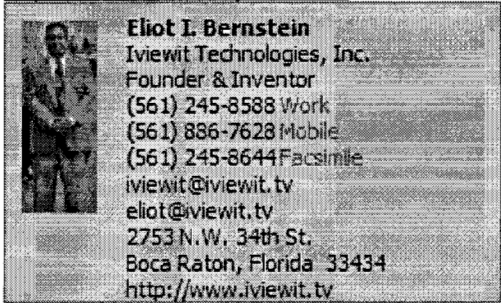 Eliot I. Bernstein
Iviewit Technologies, Inc.
Founder & Inventor
(561) 245-8588 Work
(561) 886-7628 Mobile
(561) 245-8644 Facsimile
iviewit@iviewit.tv
eliot@iviewit.tv
2753 N.W. 34th St.
Boca Raton, Florida 33434
http://www.iviewit.tv